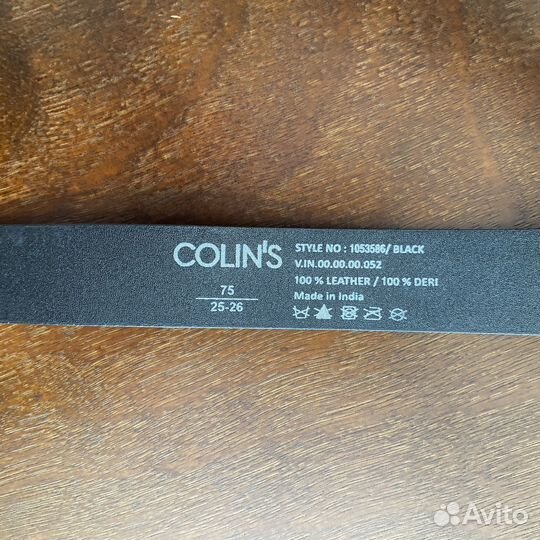 COLIN'S
75
25-26
STYLE NO : 1053586/ BLACK
V.IN.00.00.00.052
100 % LEATHER / 100 % DERI
Made in India
Avito